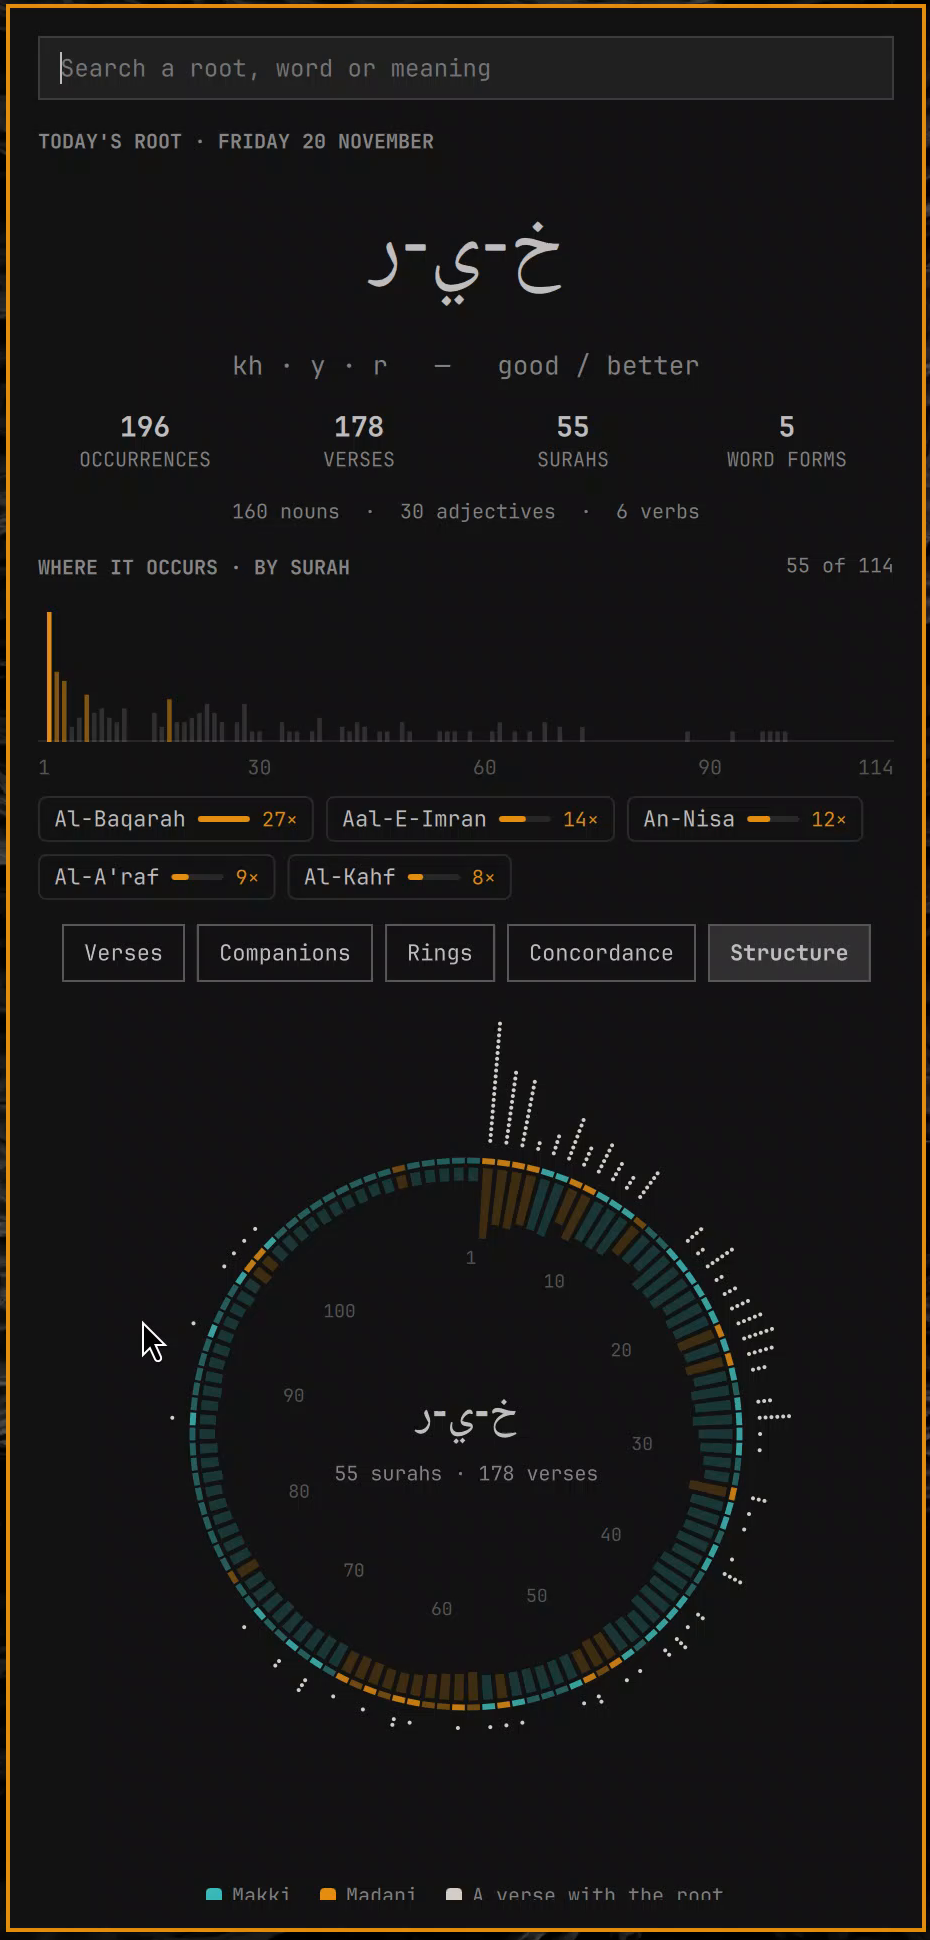 Search a root, word or meaning
TODAY'S ROOT · FRIDAY 20 NOVEMBER
خ-ي-ر
kh · y · r — good / better
196 178 55 5
OCCURRENCES VERSES SURAHS WORD FORMS
160 nouns · 30 adjectives · 6 verbs
WHERE IT OCCURS · BY SURAH 55 of 114
1 30 60 90 114
Al-Baqarah 27× Aal-E-Imran 14× An-Nisa 12×
Al-A'raf 9× Al-Kahf 8×
Verses Companions Rings Concordance Structure
1
10
100
20
90
خ-ي-ر
30
55 surahs · 178 verses
80
40
70
50
60
Makki Madani A verse with the root